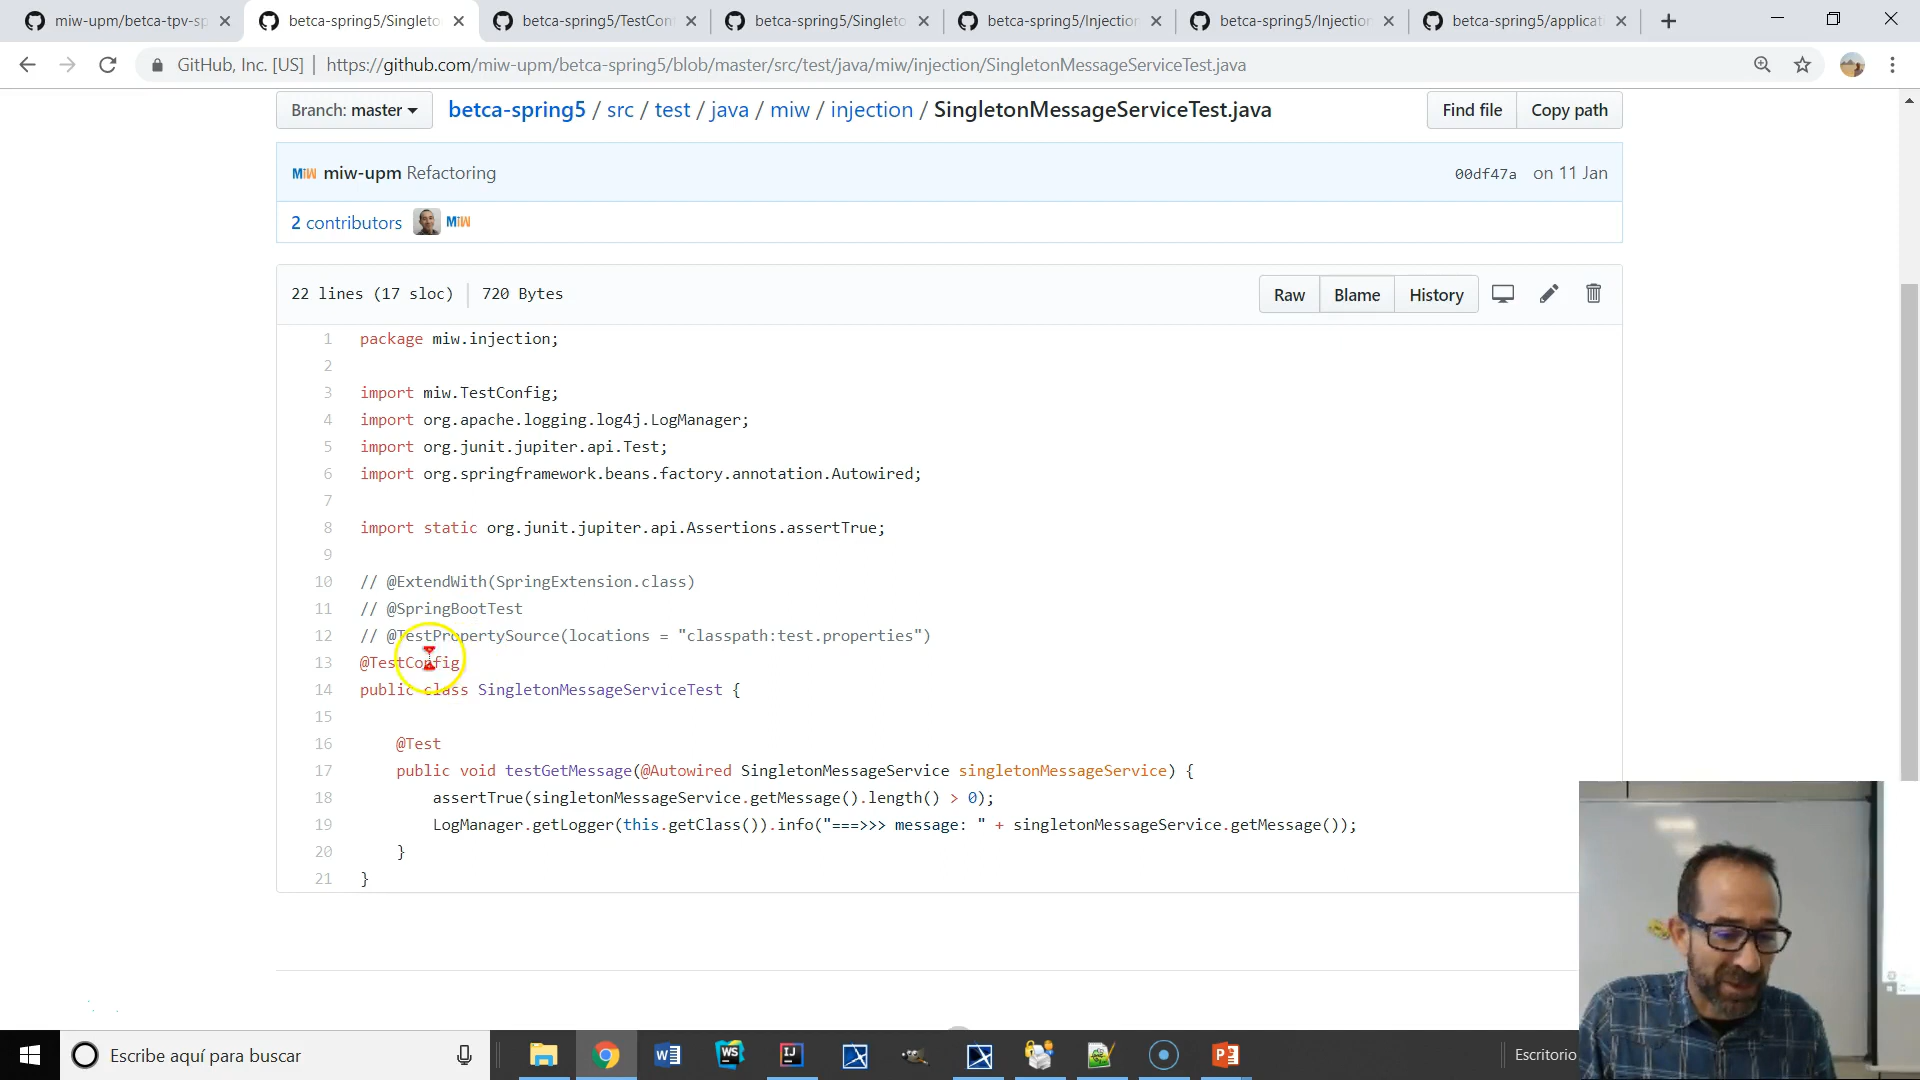 miw-upm/betca-tpv-sp
betca-spring5/Singleto
betca-spring5/TestCon
betca-spring5/Singleto
betca-spring5/Injection
betca-spring5/Injection
betca-spring5/applicati
GitHub, Inc. [US] | https://github.com/miw-upm/betca-spring5/blob/master/src/test/java/miw/injection/SingletonMessageServiceTest.java
Branch: master
betca-spring5 / src / test / java / miw / injection / SingletonMessageServiceTest.java
Find file Copy path
MiW miw-upm Refactoring 00df47a on 11 Jan
2 contributors MiW
22 lines (17 sloc) 720 Bytes
Raw Blame History
1 package miw.injection;
2
3 import miw.TestConfig;
4 import org.apache.logging.log4j.LogManager;
5 import org.junit.jupiter.api.Test;
6 import org.springframework.beans.factory.annotation.Autowired;
7
8 import static org.junit.jupiter.api.Assertions.assertTrue;
9
10 // @ExtendWith(SpringExtension.class)
11 // @SpringBootTest
12 // @TestPropertySource(locations = "classpath:test.properties")
13 @TestConfig
14 public class SingletonMessageServiceTest {
15
16 @Test
17 public void testGetMessage(@Autowired SingletonMessageService singletonMessageService) {
18 assertTrue(singletonMessageService.getMessage().length() > 0);
19 LogManager.getLogger(this.getClass()).info("===>>> message: " + singletonMessageService.getMessage());
20 }
21 }
Escribe aquí para buscar
WS
IJ
Escritorio